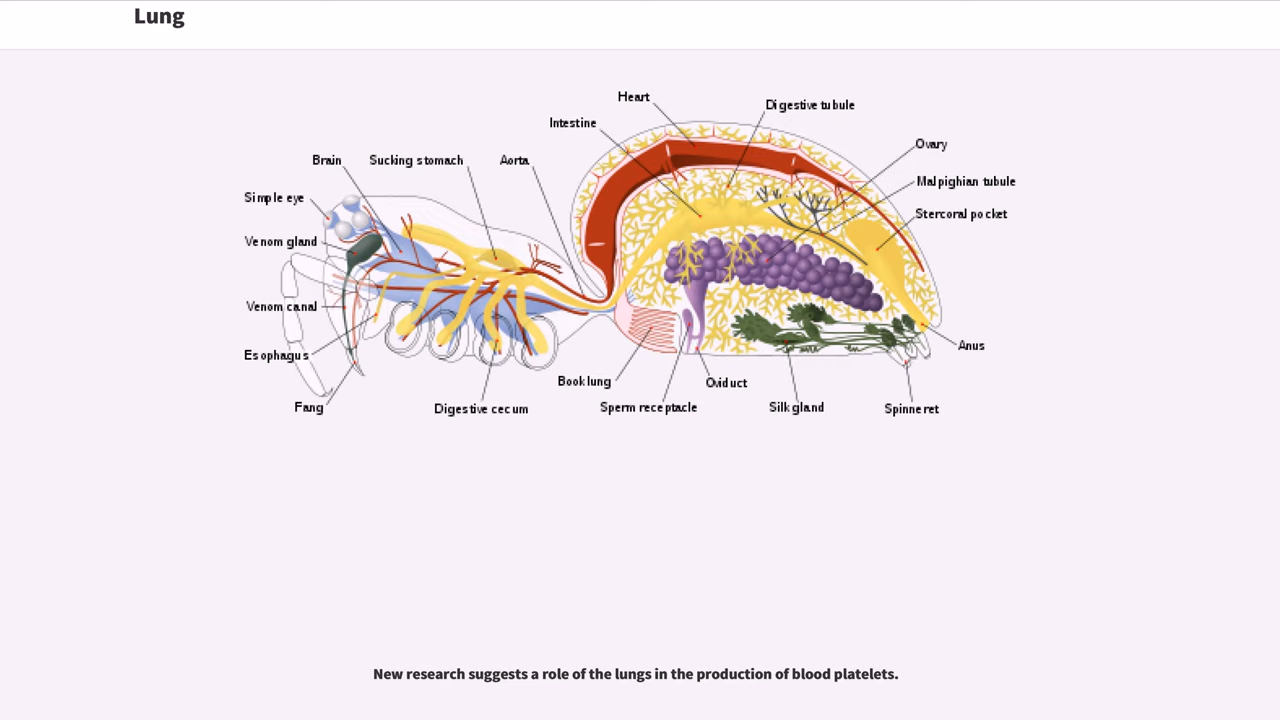 Lung
Heart
Digestive tubule
Intestine
Ovary
Brain
Sucking stomach
Aorta
Malpighian tubule
Simple eye
Stercoral pocket
Venom gland
Venom canal
Esophagus
Anus
Book lung
Oviduct
Fang
Digestive cecum
Sperm receptacle
Silk gland
Spinneret
New research suggests a role of the lungs in the production of blood platelets.